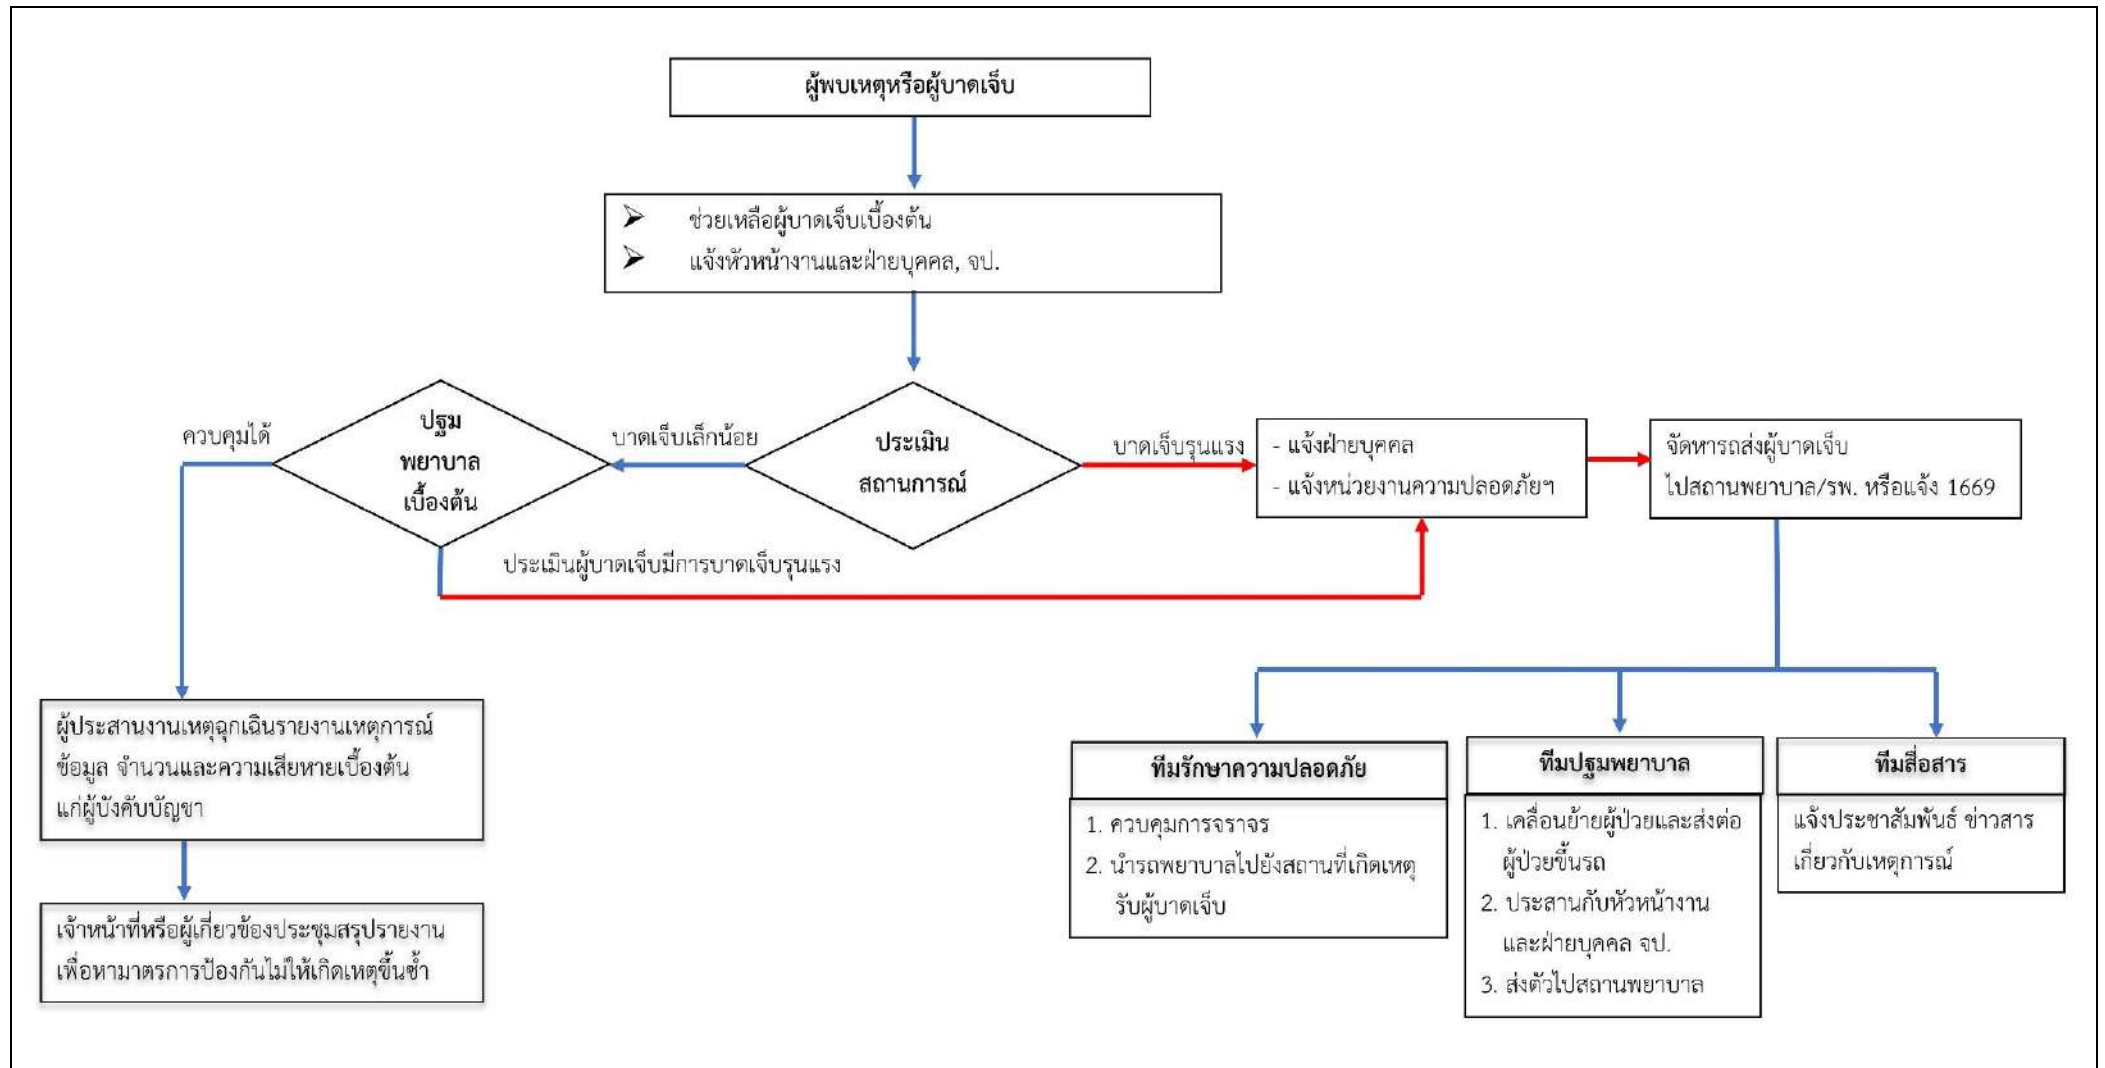 ผู้พบเหตุหรือผู้บาดเจ็บ
➢ ช่วยเหลือผู้บาดเจ็บเบื้องต้น
➢ แจ้งหัวหน้างานและฝ่ายบุคคล, จป.
ควบคุมได้
ปฐม
พยาบาล
เบื้องต้น
บาดเจ็บเล็กน้อย
ประเมิน
สถานการณ์
บาดเจ็บรุนแรง
- แจ้งฝ่ายบุคคล
- แจ้งหน่วยงานความปลอดภัยฯ
จัดหารถส่งผู้บาดเจ็บ
ไปสถานพยาบาล/รพ. หรือแจ้ง 1669
ประเมินผู้บาดเจ็บมีการบาดเจ็บรุนแรง
ผู้ประสานงานเหตุฉุกเฉินรายงานเหตุการณ์
ข้อมูล จำนวนและความเสียหายเบื้องต้น
แก่ผู้บังคับบัญชา
เจ้าหน้าที่หรือผู้เกี่ยวข้องประชุมสรุปรายงาน
เพื่อหามาตรการป้องกันไม่ให้เกิดเหตุขึ้นซ้ำ
ทีมรักษาความปลอดภัย
1. ควบคุมการจราจร
2. นำรถพยาบาลไปยังสถานที่เกิดเหตุ
รับผู้บาดเจ็บ
ทีมปฐมพยาบาล
1. เคลื่อนย้ายผู้ป่วยและส่งต่อ
ผู้ป่วยขึ้นรถ
2. ประสานกับหัวหน้างาน
และฝ่ายบุคคล จป.
3. ส่งตัวไปสถานพยาบาล
ทีมสื่อสาร
แจ้งประชาสัมพันธ์ ข่าวสาร
เกี่ยวกับเหตุการณ์